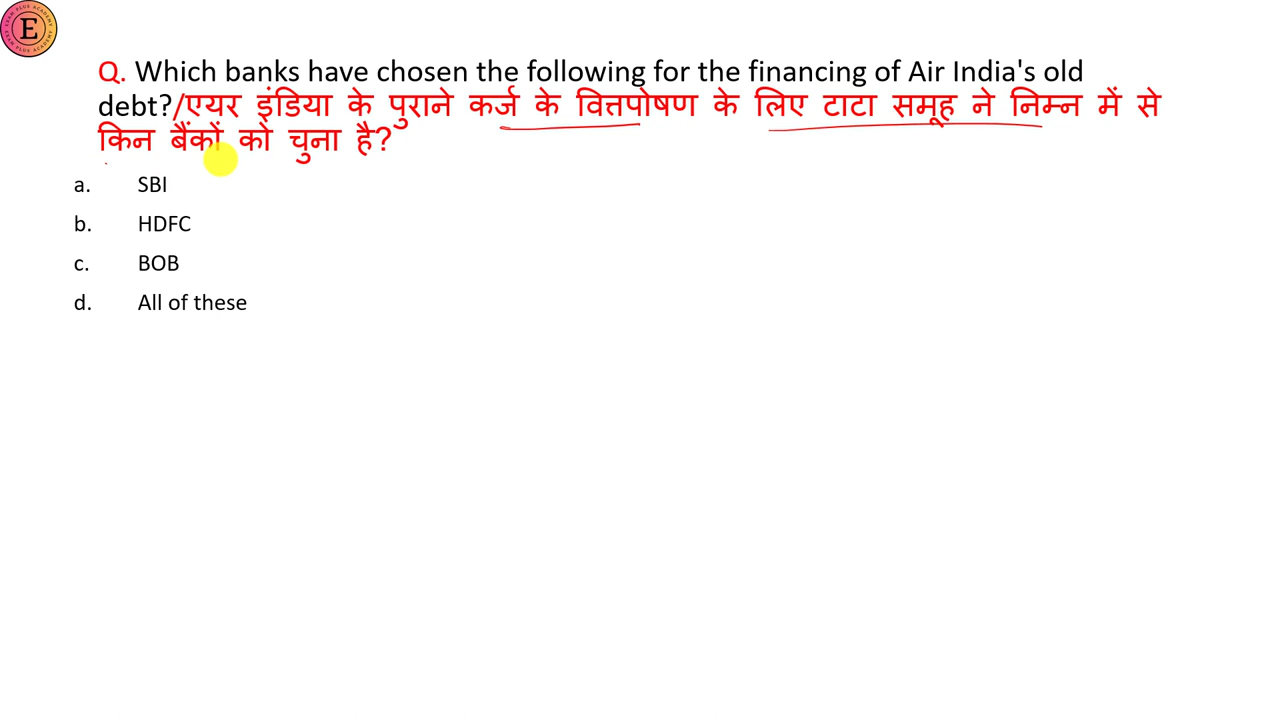 E
Q. Which banks have chosen the following for the financing of Air India's old
debt?/एयर इंडिया के पुराने कर्ज के वित्तपोषण के लिए टाटा समूह ने निम्न में से
किन बैंकों को चुना है?
a. SBI
b. HDFC
c. BOB
d. All of these